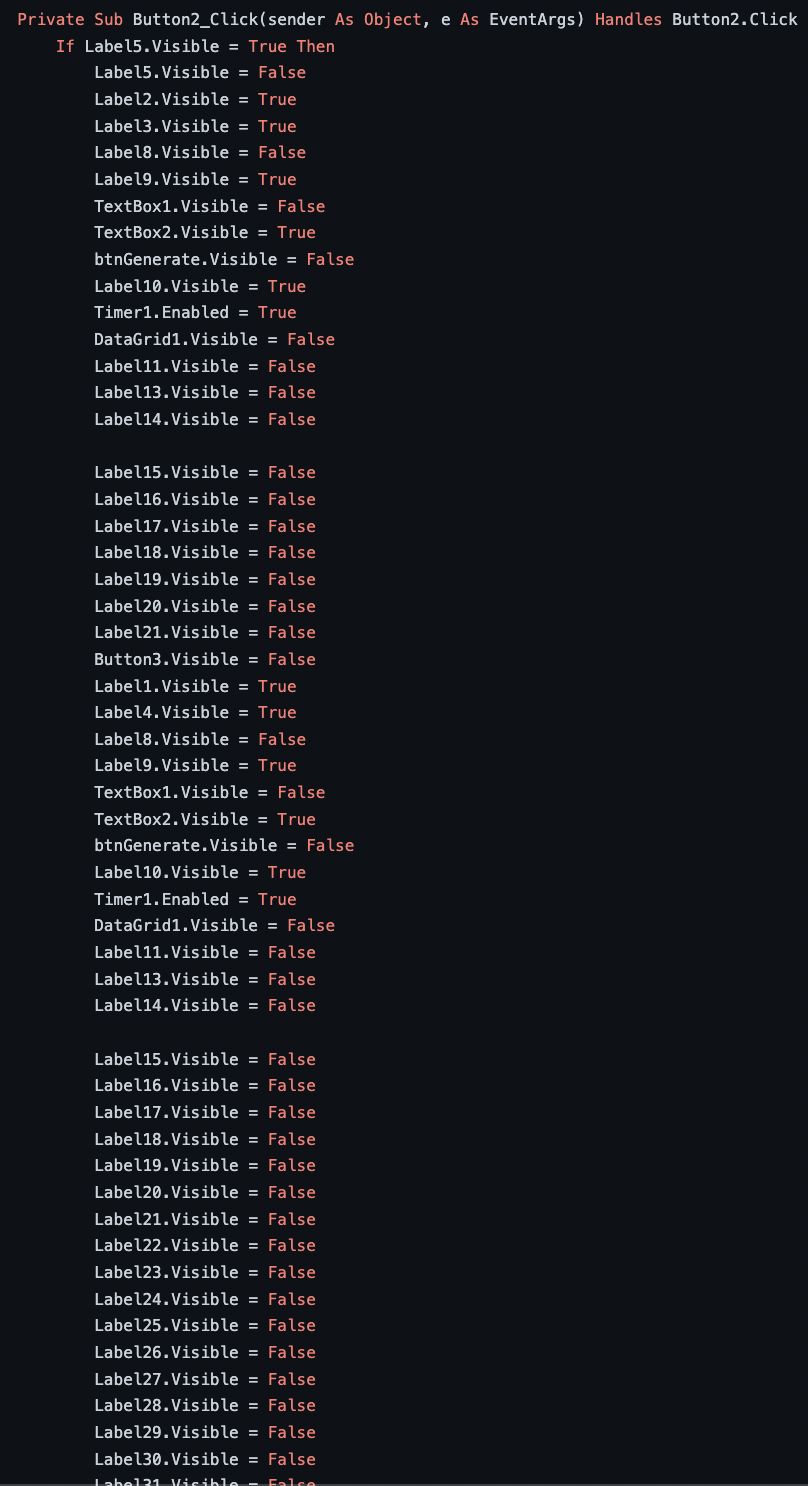 Private Sub Button2_Click(sender As Object, e As EventArgs) Handles Button2.Click
If Label5.Visible = True Then
Label5.Visible = False
Label2.Visible = True
Label3.Visible = True
Label8.Visible = False
Label9.Visible = True
TextBox1.Visible = False
TextBox2.Visible = True
btnGenerate.Visible = False
Label10.Visible = True
Timer1.Enabled = True
DataGrid1.Visible = False
Label11.Visible = False
Label13.Visible = False
Label14.Visible = False
Label15.Visible = False
Label16.Visible = False
Label17.Visible = False
Label18.Visible = False
Label19.Visible = False
Label20.Visible = False
Label21.Visible = False
Button3.Visible = False
Label1.Visible = True
Label4.Visible = True
Label8.Visible = False
Label9.Visible = True
TextBox1.Visible = False
TextBox2.Visible = True
btnGenerate.Visible = False
Label10.Visible = True
Timer1.Enabled = True
DataGrid1.Visible = False
Label11.Visible = False
Label13.Visible = False
Label14.Visible = False
Label15.Visible = False
Label16.Visible = False
Label17.Visible = False
Label18.Visible = False
Label19.Visible = False
Label20.Visible = False
Label21.Visible = False
Label22.Visible = False
Label23.Visible = False
Label24.Visible = False
Label25.Visible = False
Label26.Visible = False
Label27.Visible = False
Label28.Visible = False
Label29.Visible = False
Label30.Visible = False
Label31.Visible = False